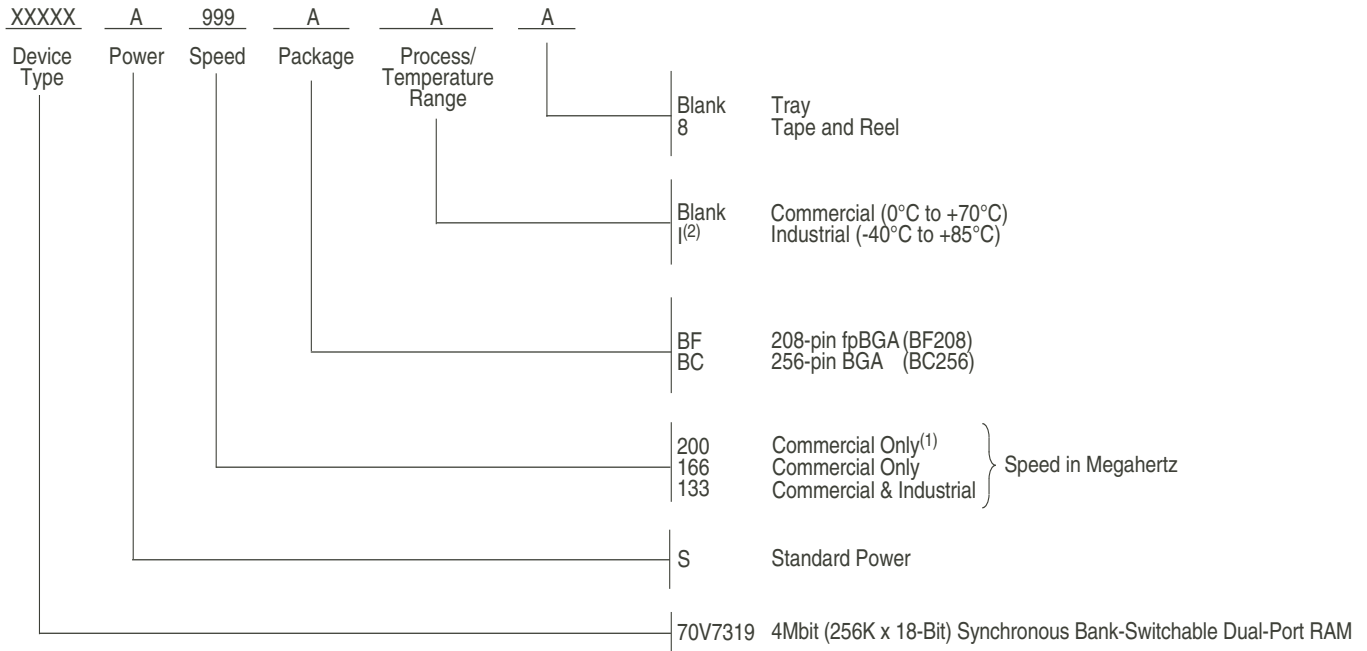 XXXXX A 999 A A A
Device Type Power Speed Package Process/ Temperature Range
Blank Tray
8 Tape and Reel
Blank Commercial (0°C to +70°C)
I(2) Industrial (-40°C to +85°C)
BF 208-pin fpBGA (BF208)
BC 256-pin BGA (BC256)
200 Commercial Only(1)
166 Commercial Only
133 Commercial & Industrial
Speed in Megahertz
S Standard Power
70V7319 4Mbit (256K x 18-Bit) Synchronous Bank-Switchable Dual-Port RAM